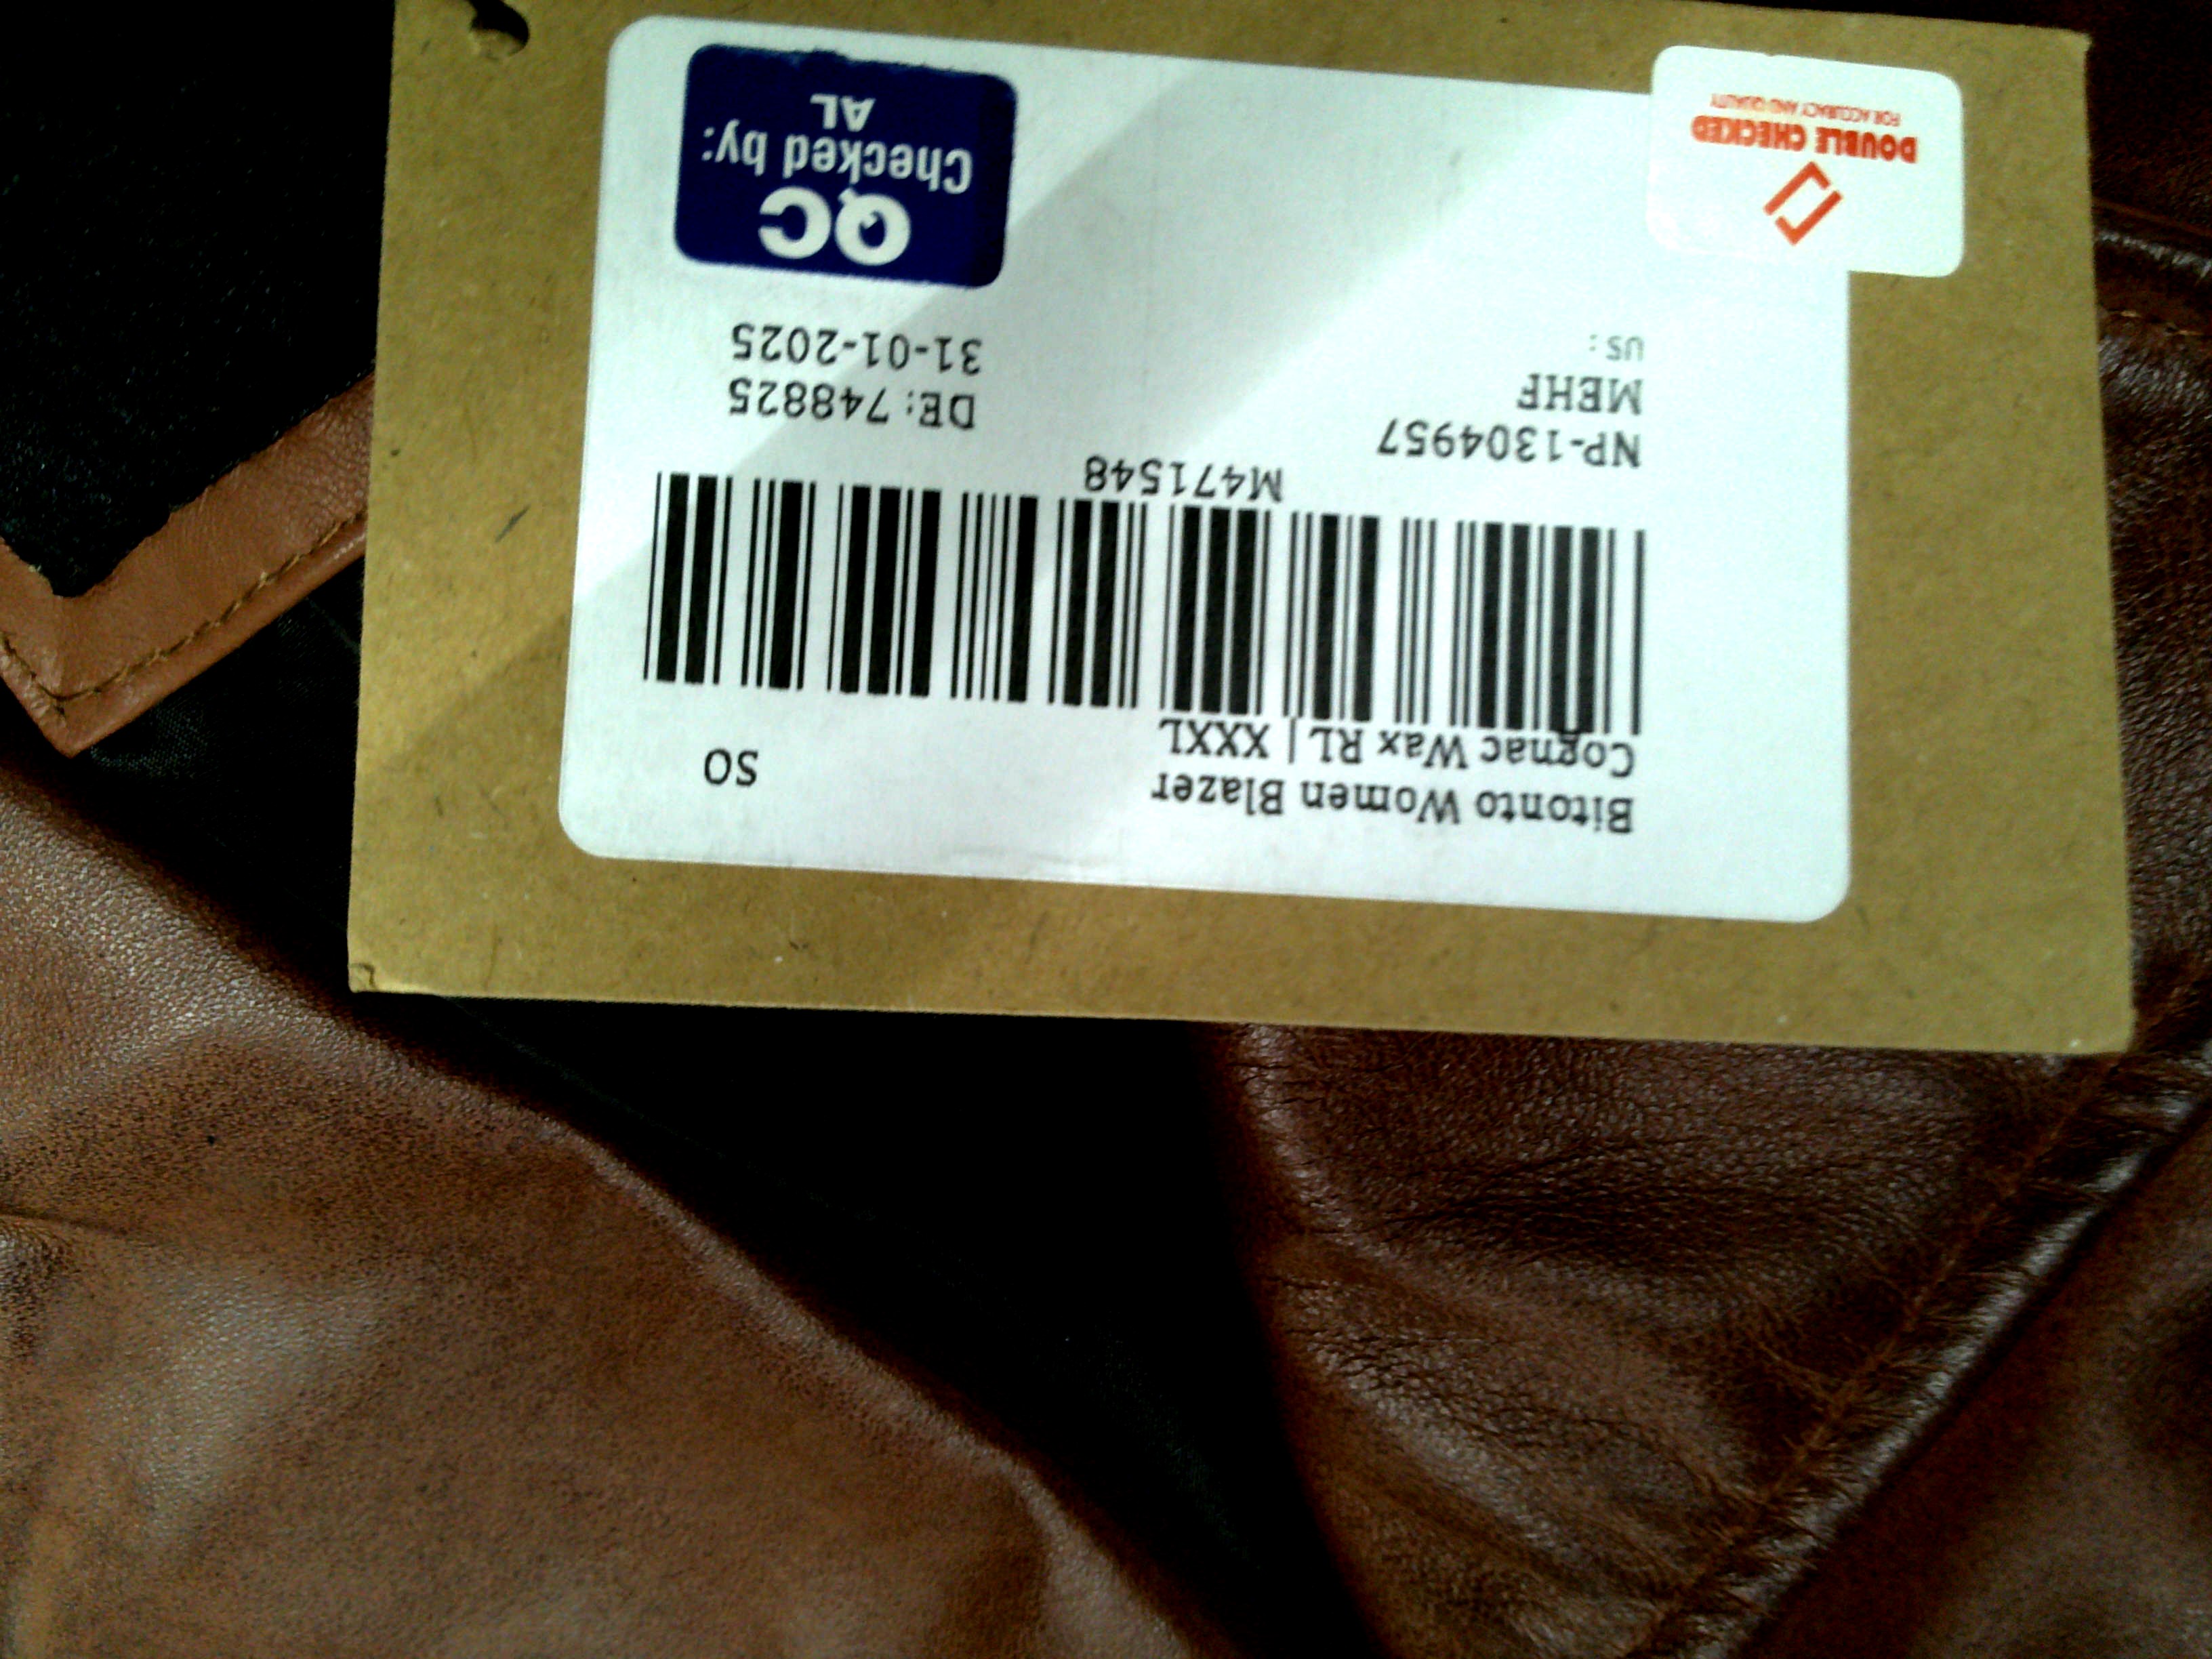 Bitonto Women Blazer
Cognac Wax RL | XXXL
SO
M471548
NP-1304957
MEHF
US:
DE: 748825
31-01-2025
QC
Checked by:
AL
DOUBLE CHECKED
FOR ACCURACY AND QUALITY